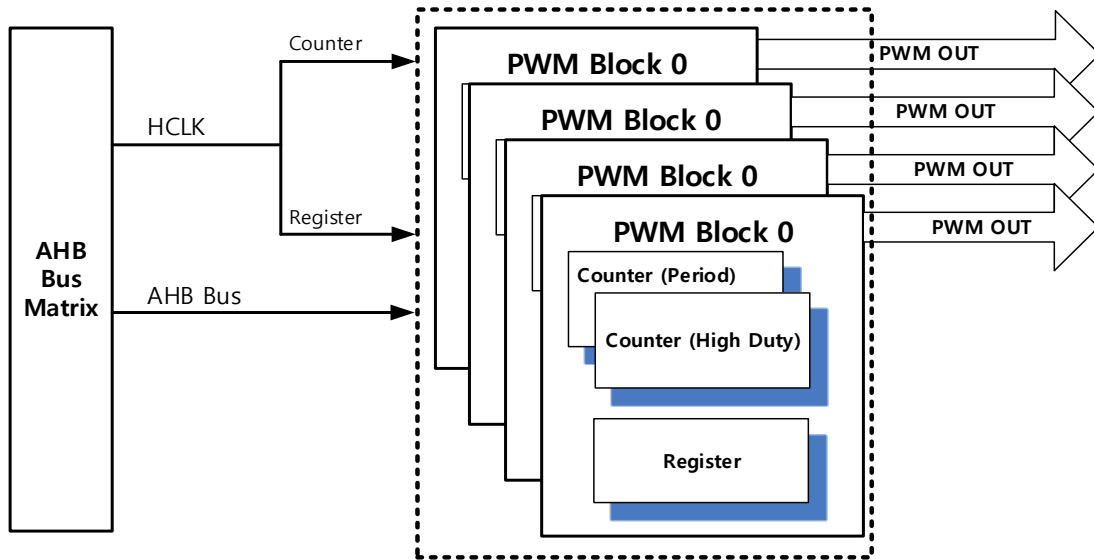 Counter
PWM Block 0
PWM OUT
PWM Block 0
PWM OUT
HCLK
PWM Block 0
PWM OUT
Register
PWM Block 0
PWM OUT
AHB
Bus
Matrix
Counter (Period)
AHB Bus
Counter (High Duty)
Register